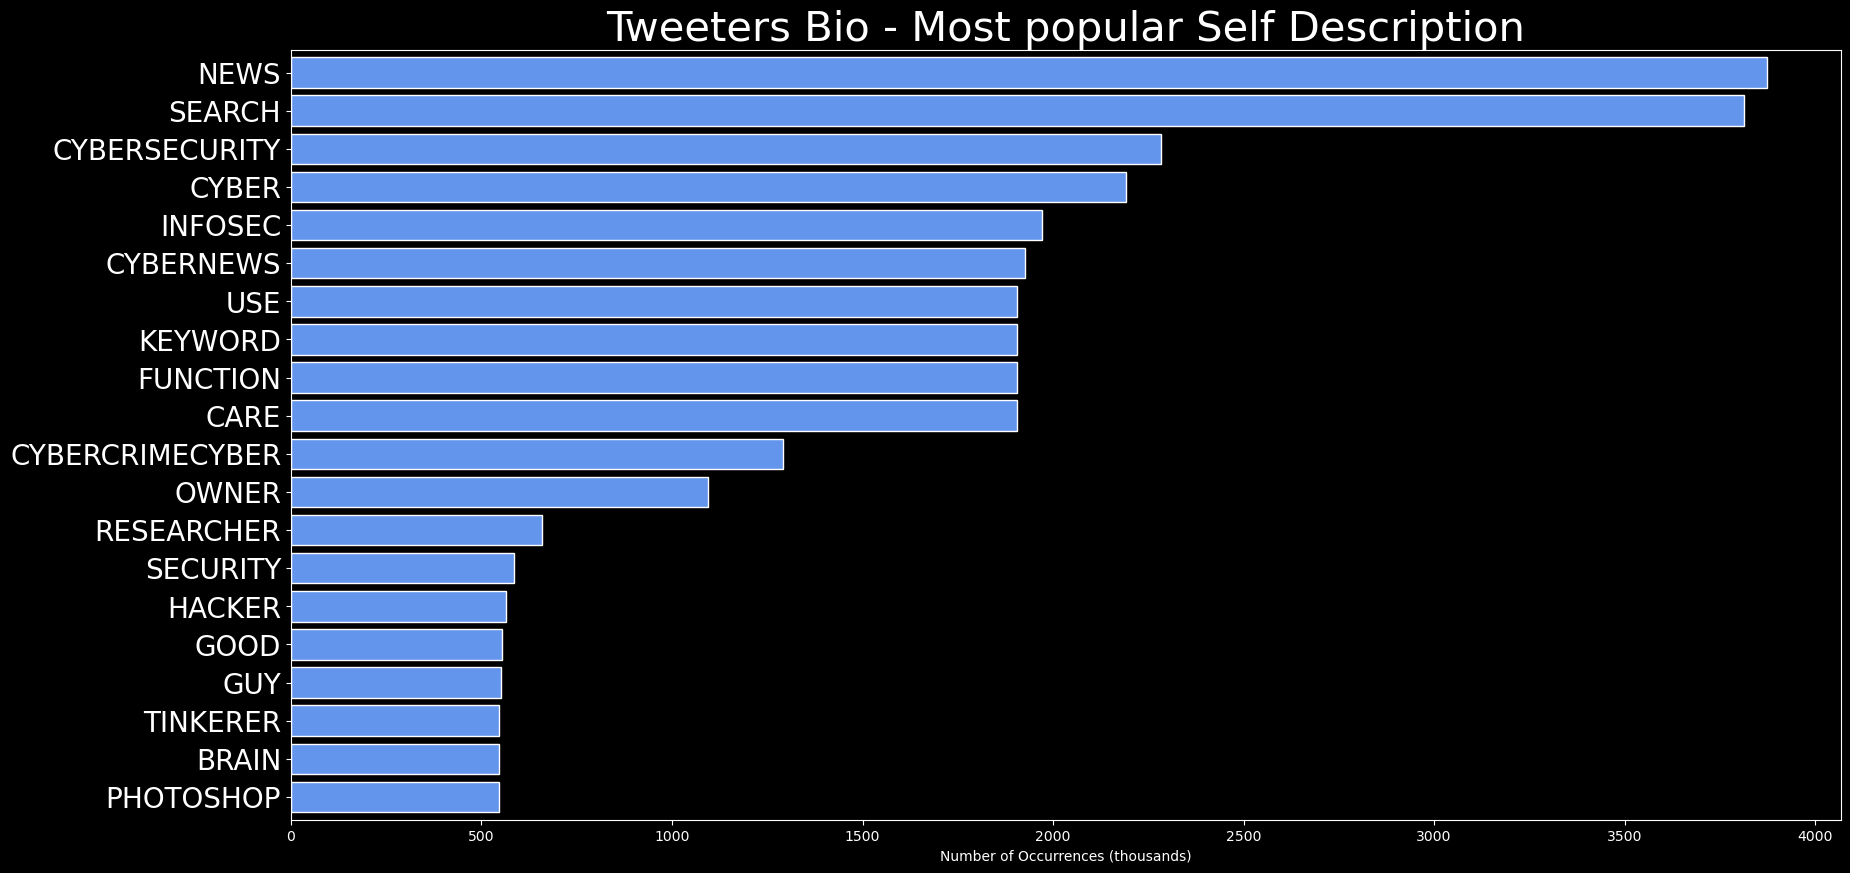 Tweeters Bio - Most popular Self Description
NEWS
SEARCH
CYBERSECURITY
CYBER
INFOSEC
CYBERNEWS
USE
KEYWORD
FUNCTION
CARE
CYBERCRIMECYBER
OWNER
RESEARCHER
SECURITY
HACKER
GOOD
GUY
TINKERER
BRAIN
PHOTOSHOP
0 500 1000 1500 2000 2500 3000 3500 4000
Number of Occurrences (thousands)